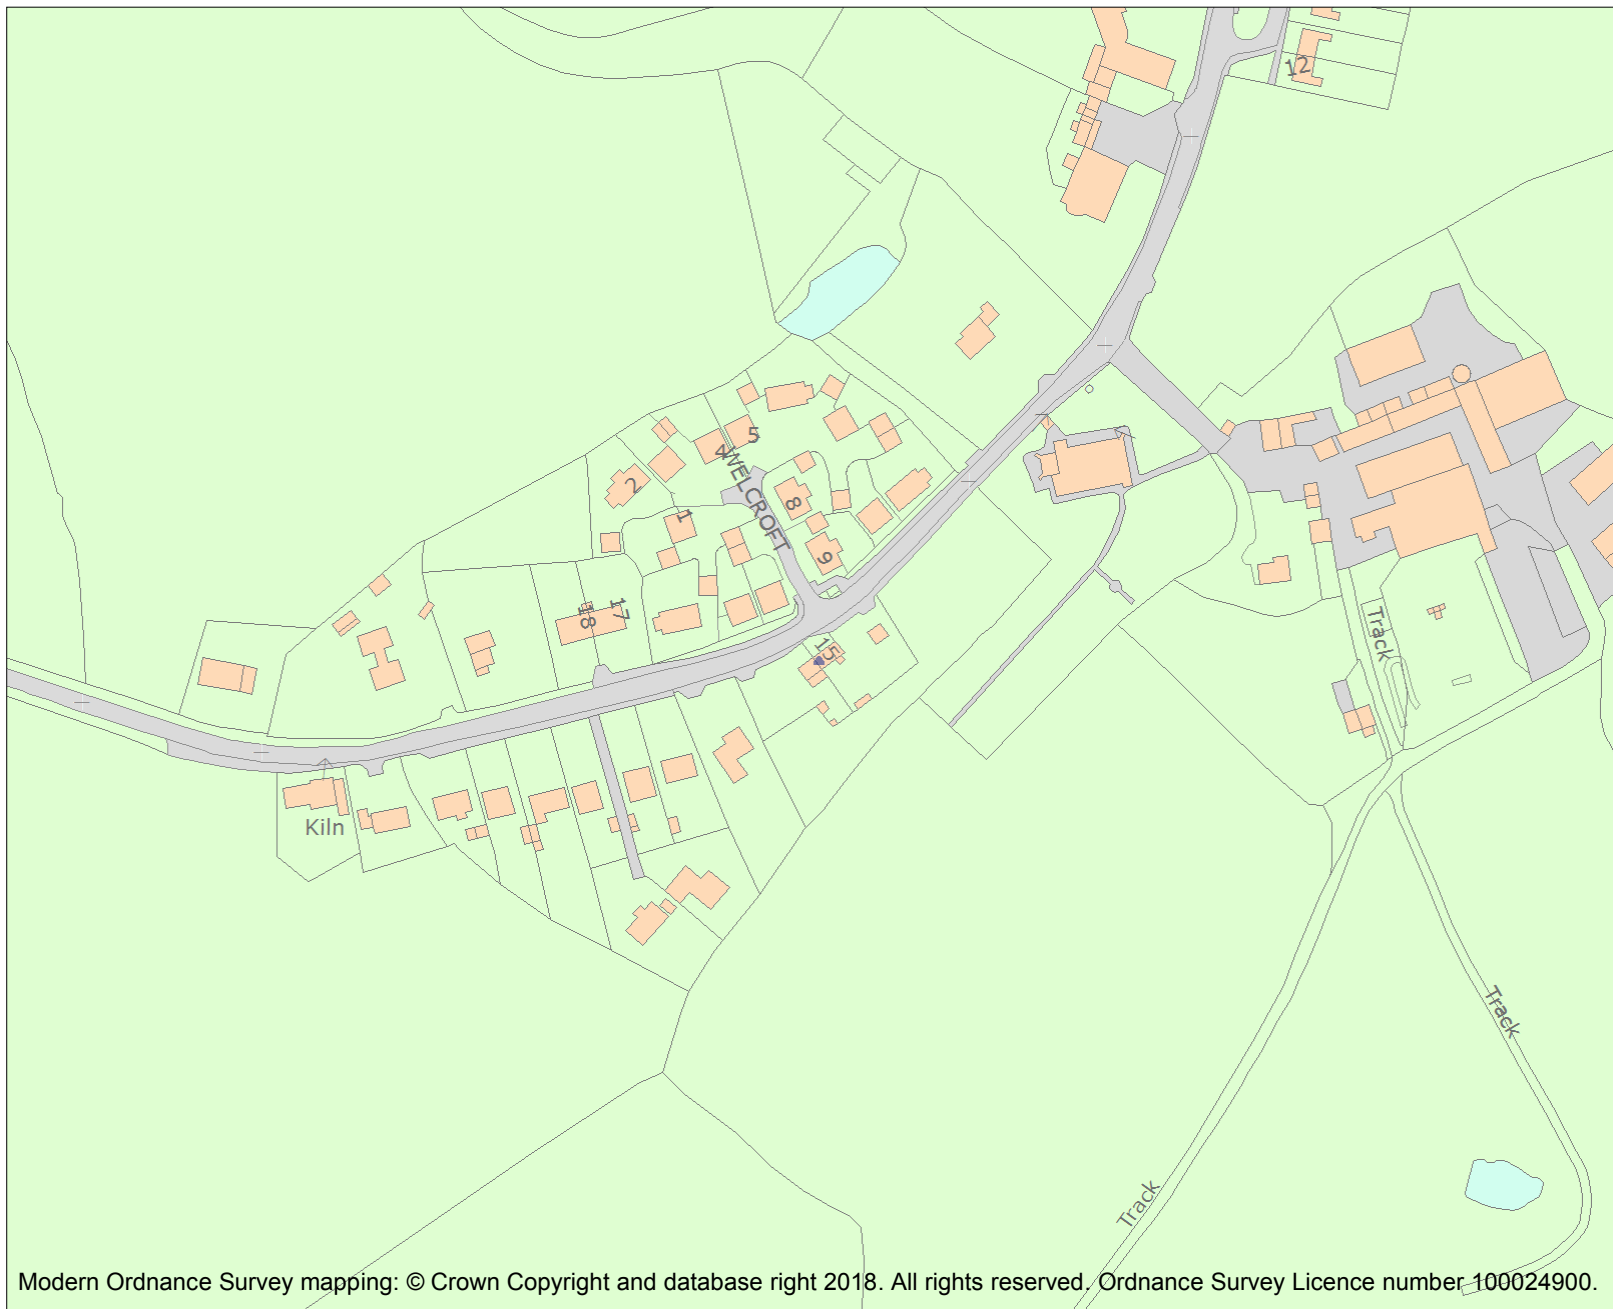 12
5
4
WELCROFT
2
8
1
9
17
18
15
Track
Kiln
Track
Track
Modern Ordnance Survey mapping: © Crown Copyright and database right 2018. All rights reserved. Ordnance Survey Licence number 100024900.